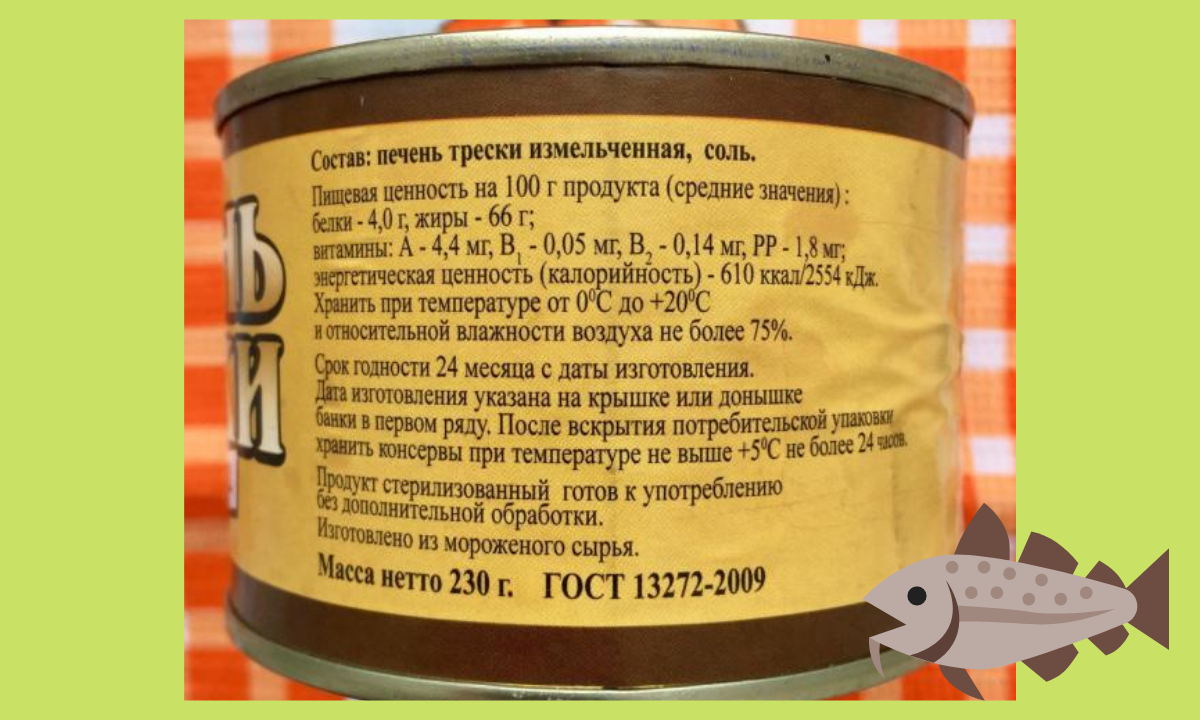 Состав: печень трески измельченная, соль.
Пищевая ценность на 100 г продукта (средние значения) :
белки - 4,0 г, жиры - 66 г;
витамины: А - 4,4 мг, В₁ - 0,05 мг, В₂ - 0,14 мг, РР - 1,8 мг;
энергетическая ценность (калорийность) - 610 ккал/2554 кДж.
Хранить при температуре от 0⁰С до +20⁰С
и относительной влажности воздуха не более 75%.
Срок годности 24 месяца с даты изготовления.
Дата изготовления указана на крышке или донышке
банки в первом ряду. После вскрытия потребительской упаковки
хранить консервы при температуре не выше +5⁰С не более 24 часов.
Продукт стерилизованный готов к употреблению
без дополнительной обработки.
Изготовлено из мороженого сырья.
Масса нетто 230 г. ГОСТ 13272-2009